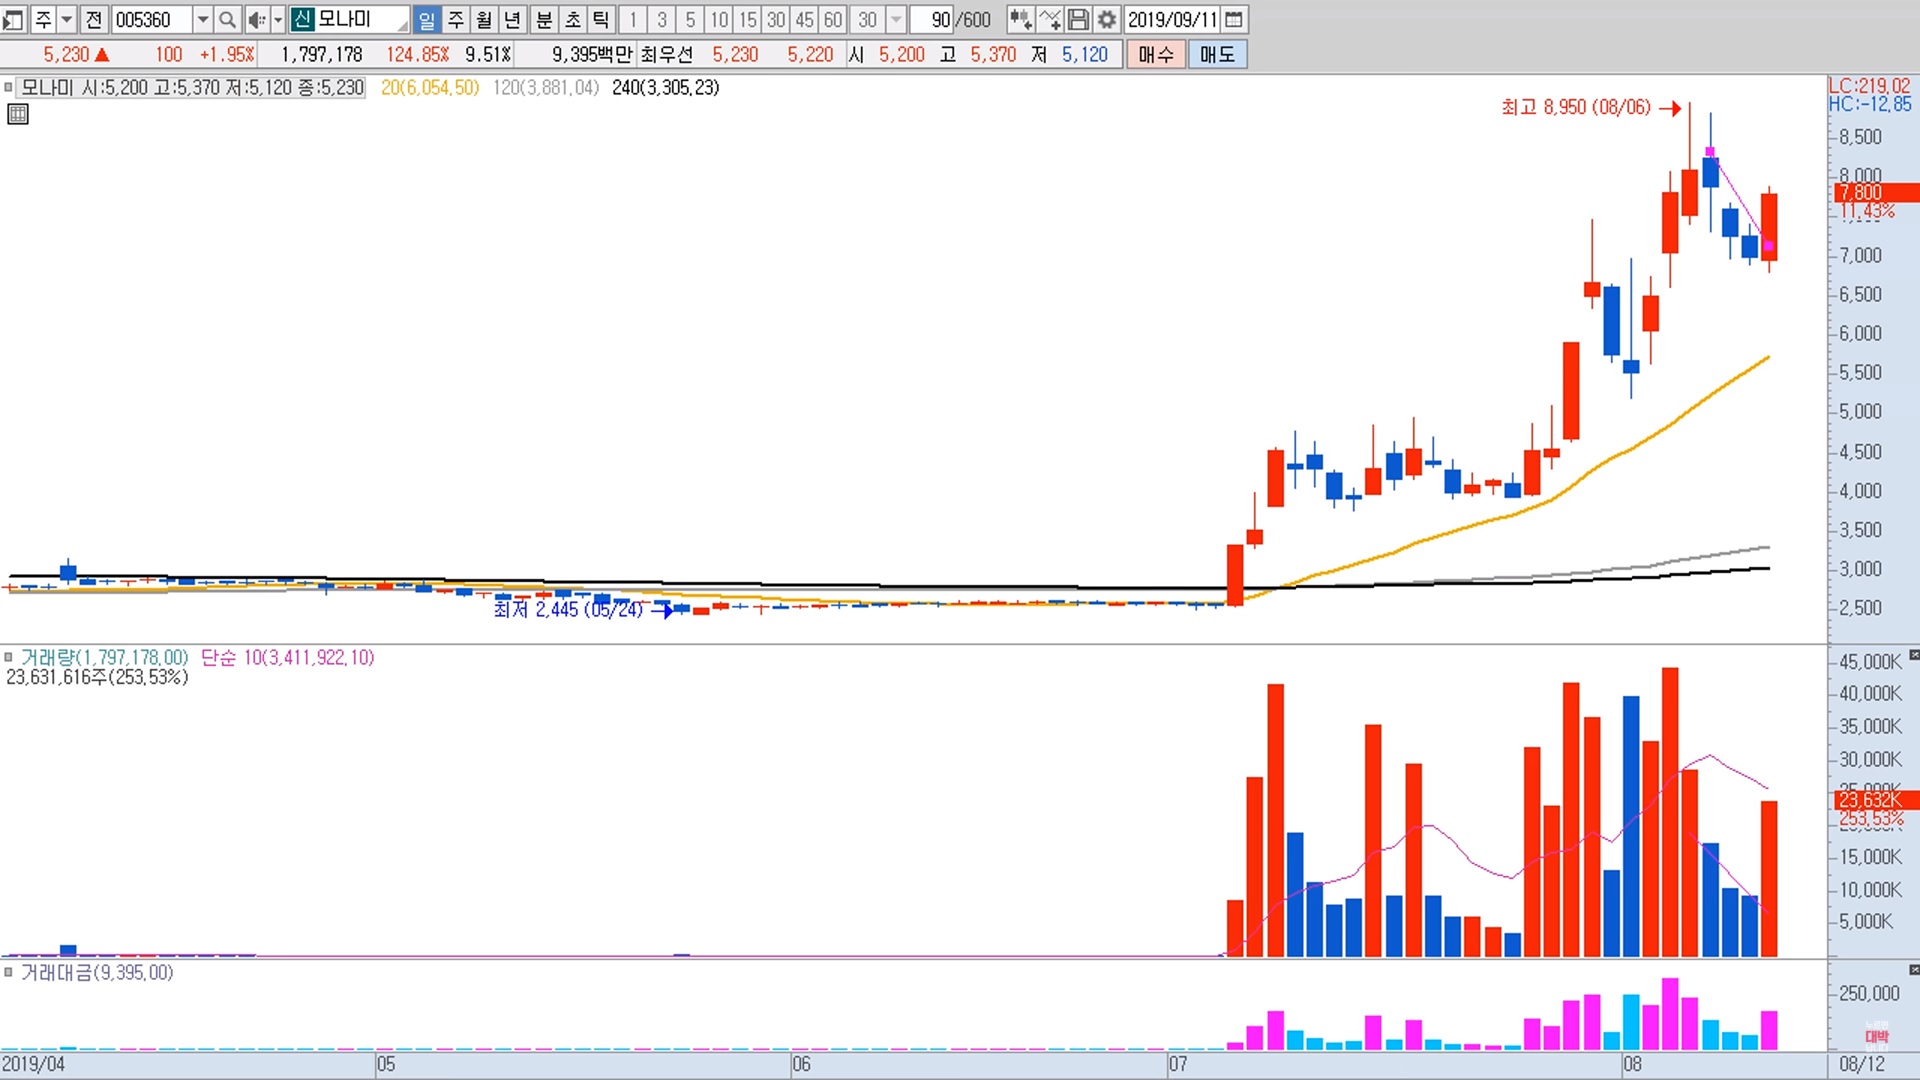 주 전 005360 신 모나미 일 주 월 년 분 초 틱 1 3 5 10 15 30 45 60 30 90 /600 2019/09/11
5,230 ▲ 100 +1.95% 1,797,178 124.85% 9.51% 9,395백만 최우선 5,230 5,220 시 5,200 고 5,370 저 5,120 매수 매도
모나미 시:5,200 고:5,370 저:5,120 종:5,230 20(6,054,50) 120(3,881,04) 240(3,305,23)
LC:219,02
HC:-12,85
최고 8,950 (08/06)
8,500
8,000
7,800
11,43%
7,000
6,500
6,000
5,500
5,000
4,500
4,000
3,500
3,000
2,500
최저 2,445 (05/24)
거래량(1,797,178,00) 단순 10(3,411,922,10)
23,631,616주(253,53%)
45,000K
40,000K
35,000K
30,000K
25,000K
23,632K
253,53%
15,000K
10,000K
5,000K
거래대금(9,395,00)
250,000
대박
2019/04 05 06 07 08 08/12